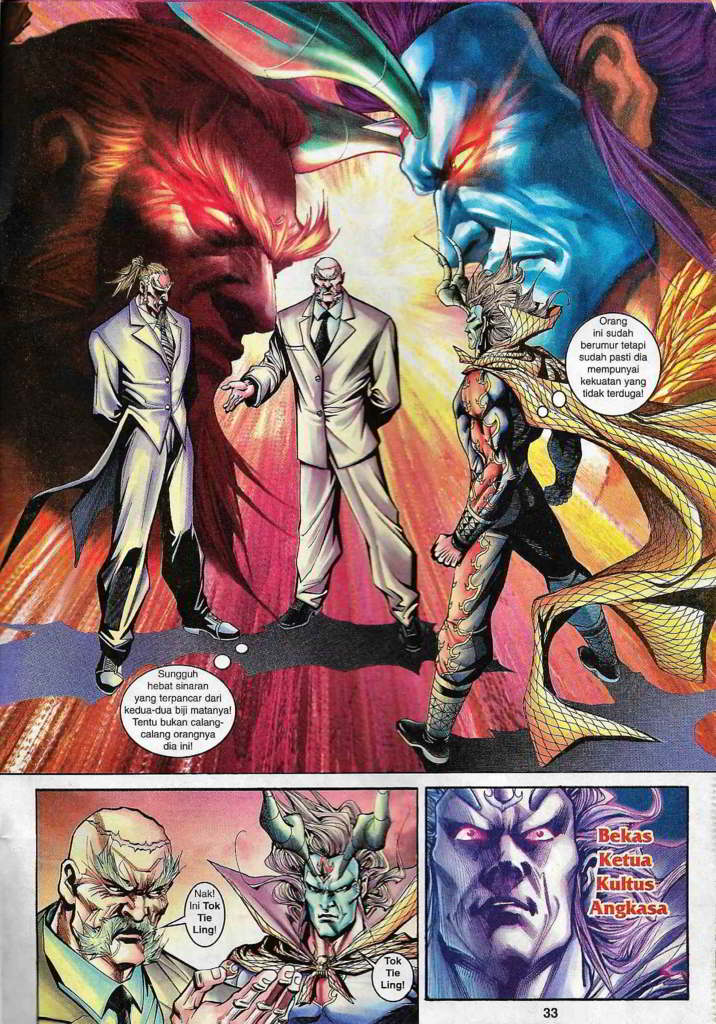 Orang
ini sudah
berumur tetapi
sudah pasti dia
mempunyai
kekuatan yang
tidak terduga!
Sungguh
hebat sinaran
yang terpancar dari
kedua-dua biji matanya!
Tentu bukan calang-
calang orangnya
dia ini!
Nak!
Ini Tok
Tie
Ling!
Tok
Tie
Ling!
Bekas
Ketua
Kultus
Angkasa
33